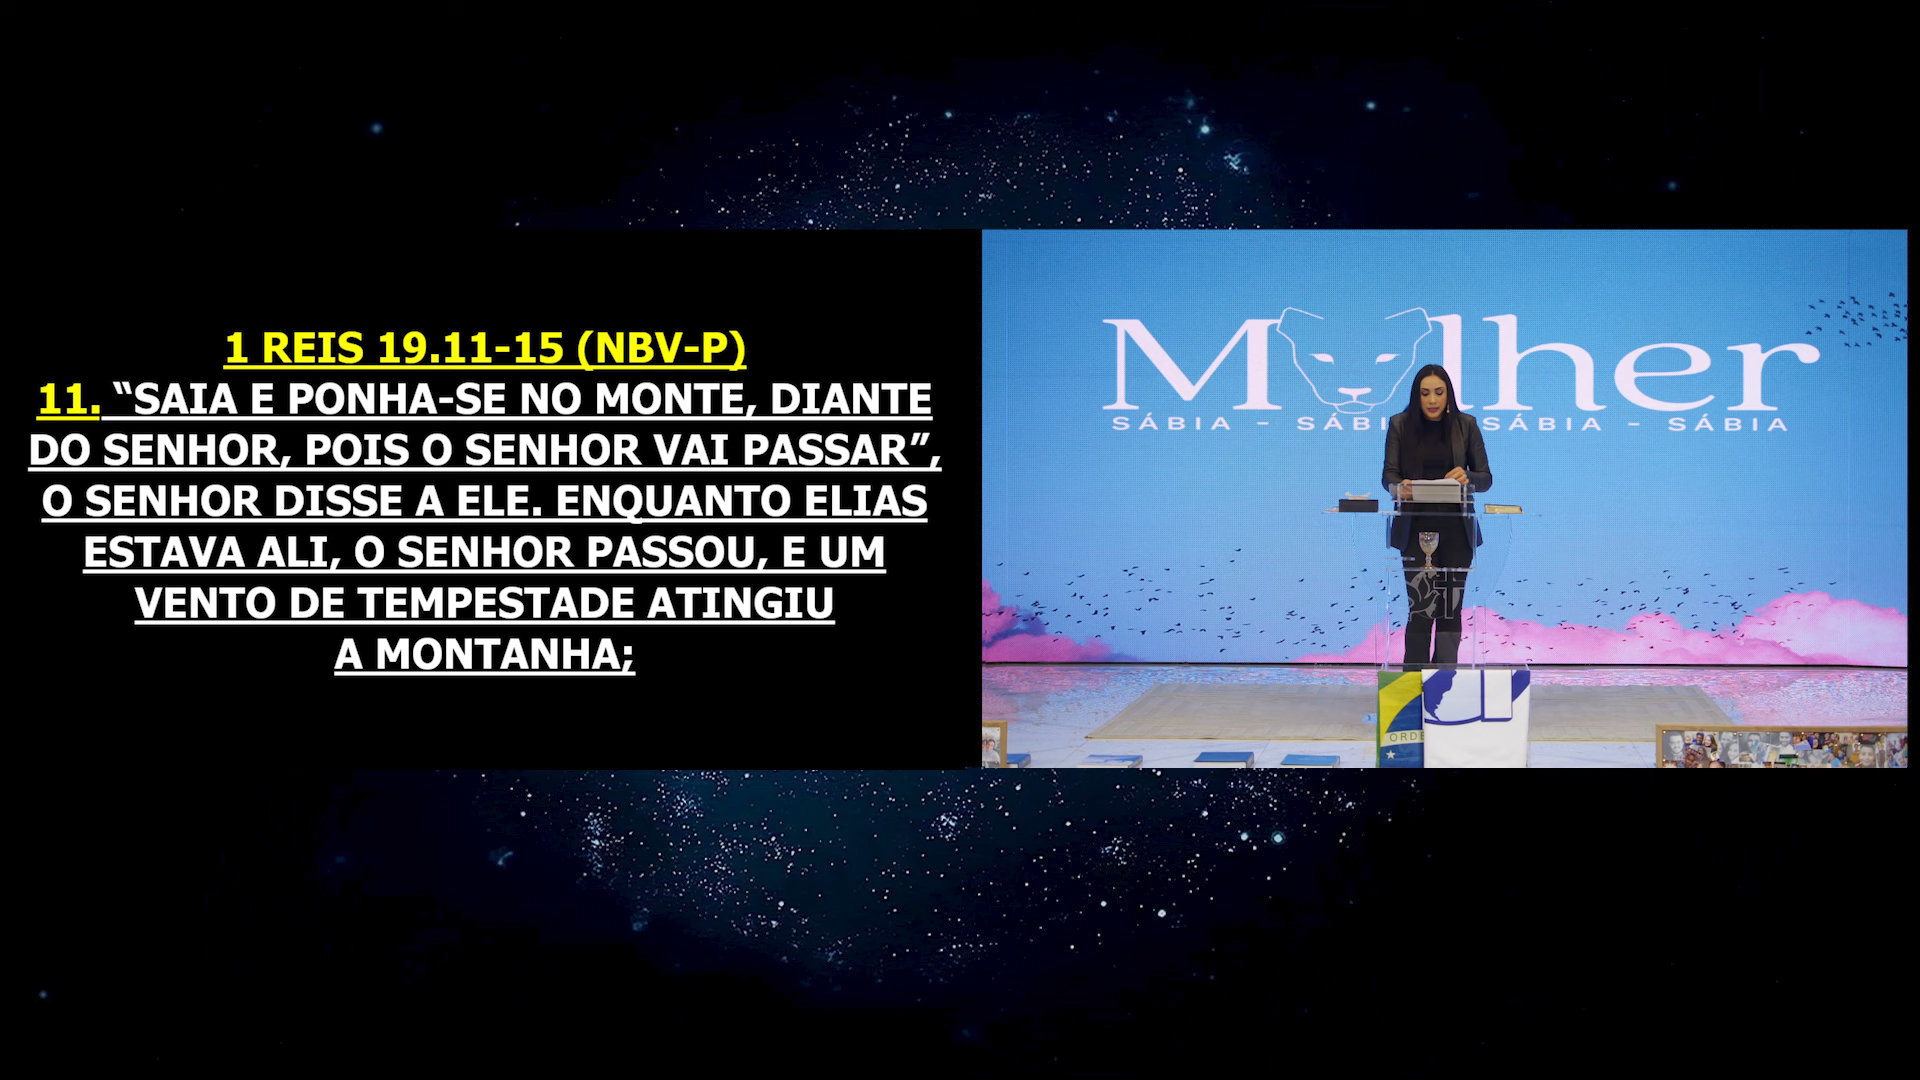 1 REIS 19.11-15 (NBV-P)
11. “SAIA E PONHA-SE NO MONTE, DIANTE
DO SENHOR, POIS O SENHOR VAI PASSAR”,
O SENHOR DISSE A ELE. ENQUANTO ELIAS
ESTAVA ALI, O SENHOR PASSOU, E UM
VENTO DE TEMPESTADE ATINGIU
A MONTANHA;
Mulher
SÁBIA - SÁBI SÁBIA - SÁBIA
ORDE